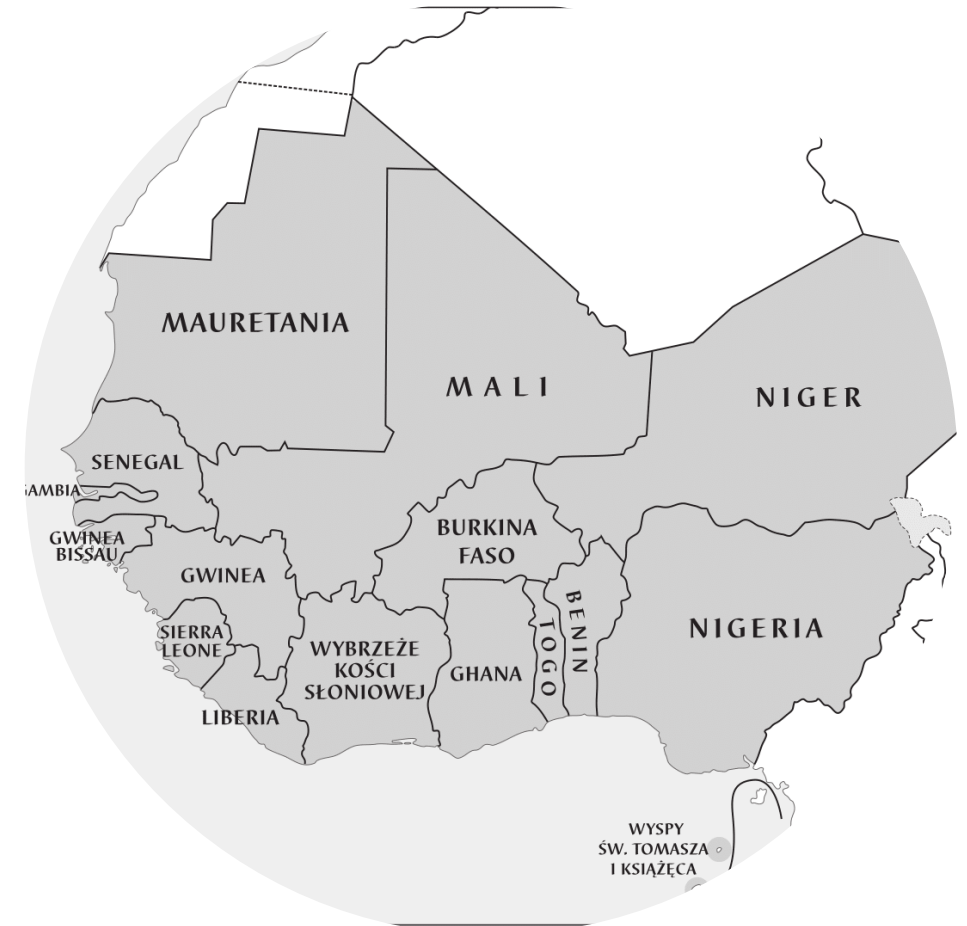 MAURETANIA
MALI
NIGER
SENEGAL
GAMBIA
GWINEA
BISSAU
BURKINA
FASO
GWINEA
BENIN
TOGO
NIGERIA
SIERRA
LEONE
WYBRZEŻE
KOŚCI
SŁONIOWEJ
GHANA
LIBERIA
WYSPY
ŚW. TOMASZA
I KSIĄŻĘCA